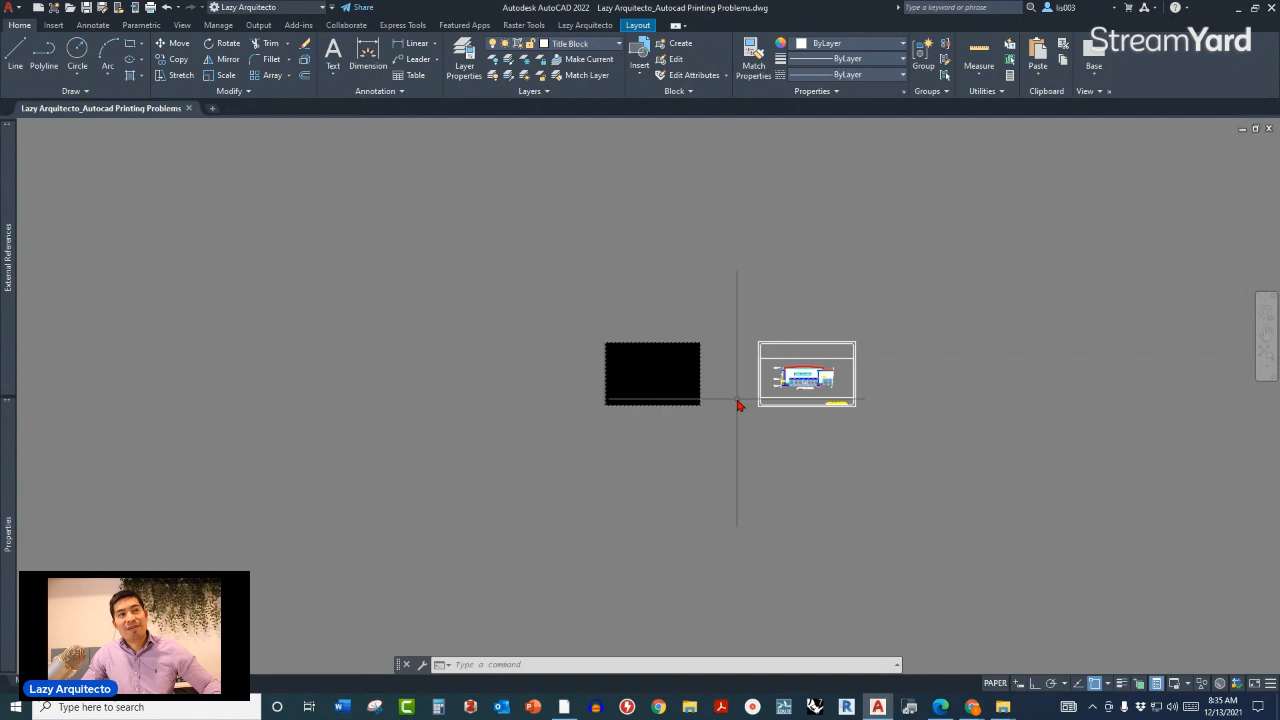 Lazy Arquitecto
Share
Autodesk AutoCAD 2022 Lazy Arquitecto_Autocad Printing Problems.dwg
Type a keyword or phrase
lis003
Home Insert Annotate Parametric View Manage Output Add-ins Collaborate Express Tools Featured Apps Raster Tools Lazy Arquitecto Layout
StreamYard
Line
Polyline
Circle
Arc
Draw
Move
Rotate
Trim
Copy
Mirror
Fillet
Stretch
Scale
Array
Modify
Text
Dimension
Linear
Leader
Table
Annotation
Layer
Properties
Title Block
Make Current
Match Layer
Layers
Insert
Create
Edit
Edit Attributes
Block
Match
Properties
ByLayer
ByLayer
ByLayer
Properties
Group
Groups
Measure
Utilities
Paste
Clipboard
Base
View
Lazy Arquitecto_Autocad Printing Problems
External References
Properties
Type a command
Lazy Arquitecto
PAPER
Type here to search
8:35 AM
12/13/2021